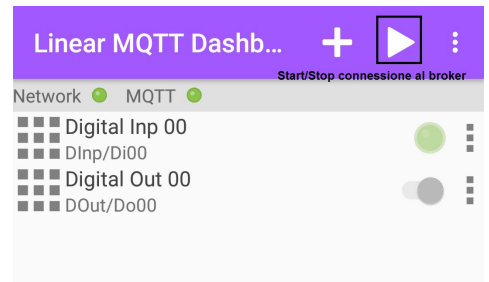 Linear MQTT Dashb...
Start/Stop connessione al broker
Network MQTT
Digital Inp 00
DInp/Di00
Digital Out 00
DOut/Do00